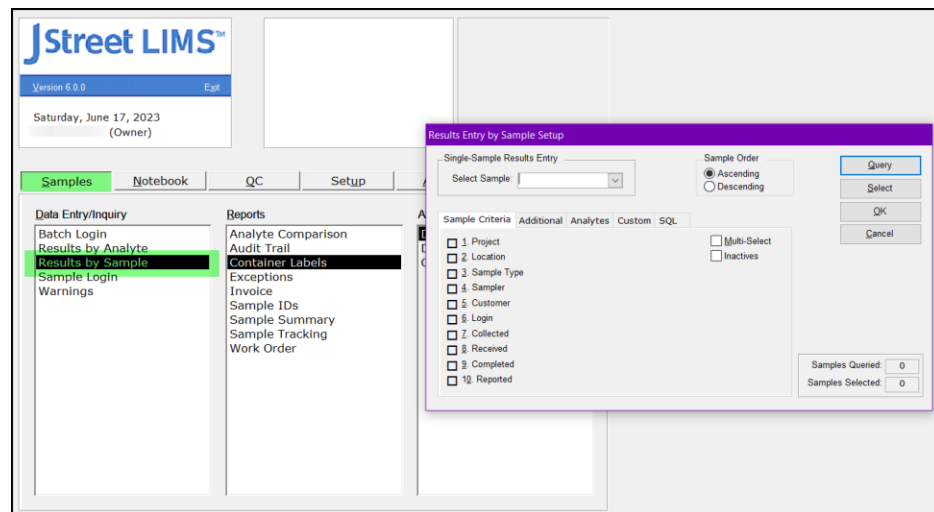 JStreet LIMS™
Version 6.0.0 Exit
Saturday, June 17, 2023
(Owner)
Samples Notebook QC Setup
Data Entry/Inquiry
Batch Login
Results by Analyte
Results by Sample
Sample Login
Warnings
Reports
Analyte Comparison
Audit Trail
Container Labels
Exceptions
Invoice
Sample IDs
Sample Summary
Sample Tracking
Work Order
Results Entry by Sample Setup
Single-Sample Results Entry
Select Sample:
Sample Order
Ascending
Descending
Query
Select
OK
Cancel
Sample Criteria Additional Analytes Custom SQL
1. Project
2. Location
3. Sample Type
4. Sampler
5. Customer
6. Login
7. Collected
8. Received
9. Completed
10. Reported
Multi-Select
Inactives
Samples Queried: 0
Samples Selected: 0